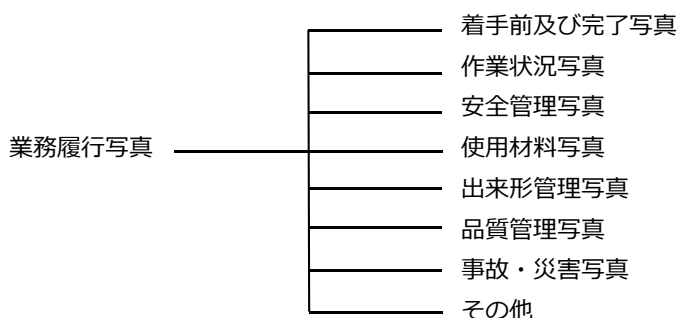 着手前及び完了写真
作業状況写真
安全管理写真
業務履行写真
使用材料写真
出来形管理写真
品質管理写真
事故・災害写真
その他